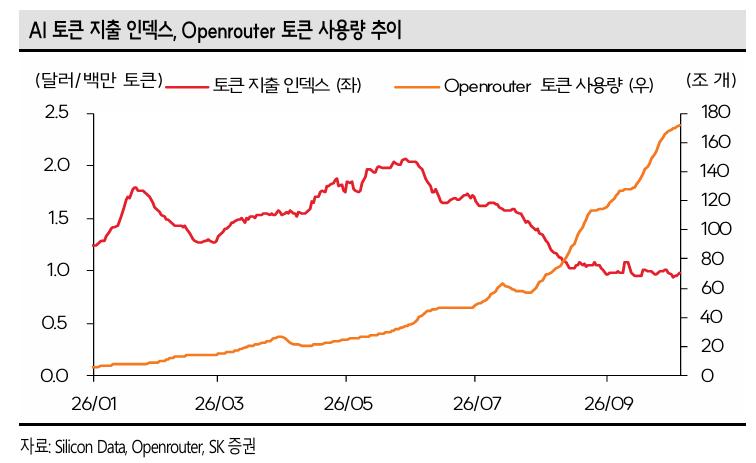 AI 토큰 지출 인덱스, Openrouter 토큰 사용량 추이
(달러/백만 토큰) 토큰 지출 인덱스 (좌) Openrouter 토큰 사용량 (우) (조 개)
2.5 180
160
2.0 140
120
1.5 100
1.0 80
60
0.5 40
20
0.0 0
26/01 26/03 26/05 26/07 26/09
자료: Silicon Data, Openrouter, SK 증권